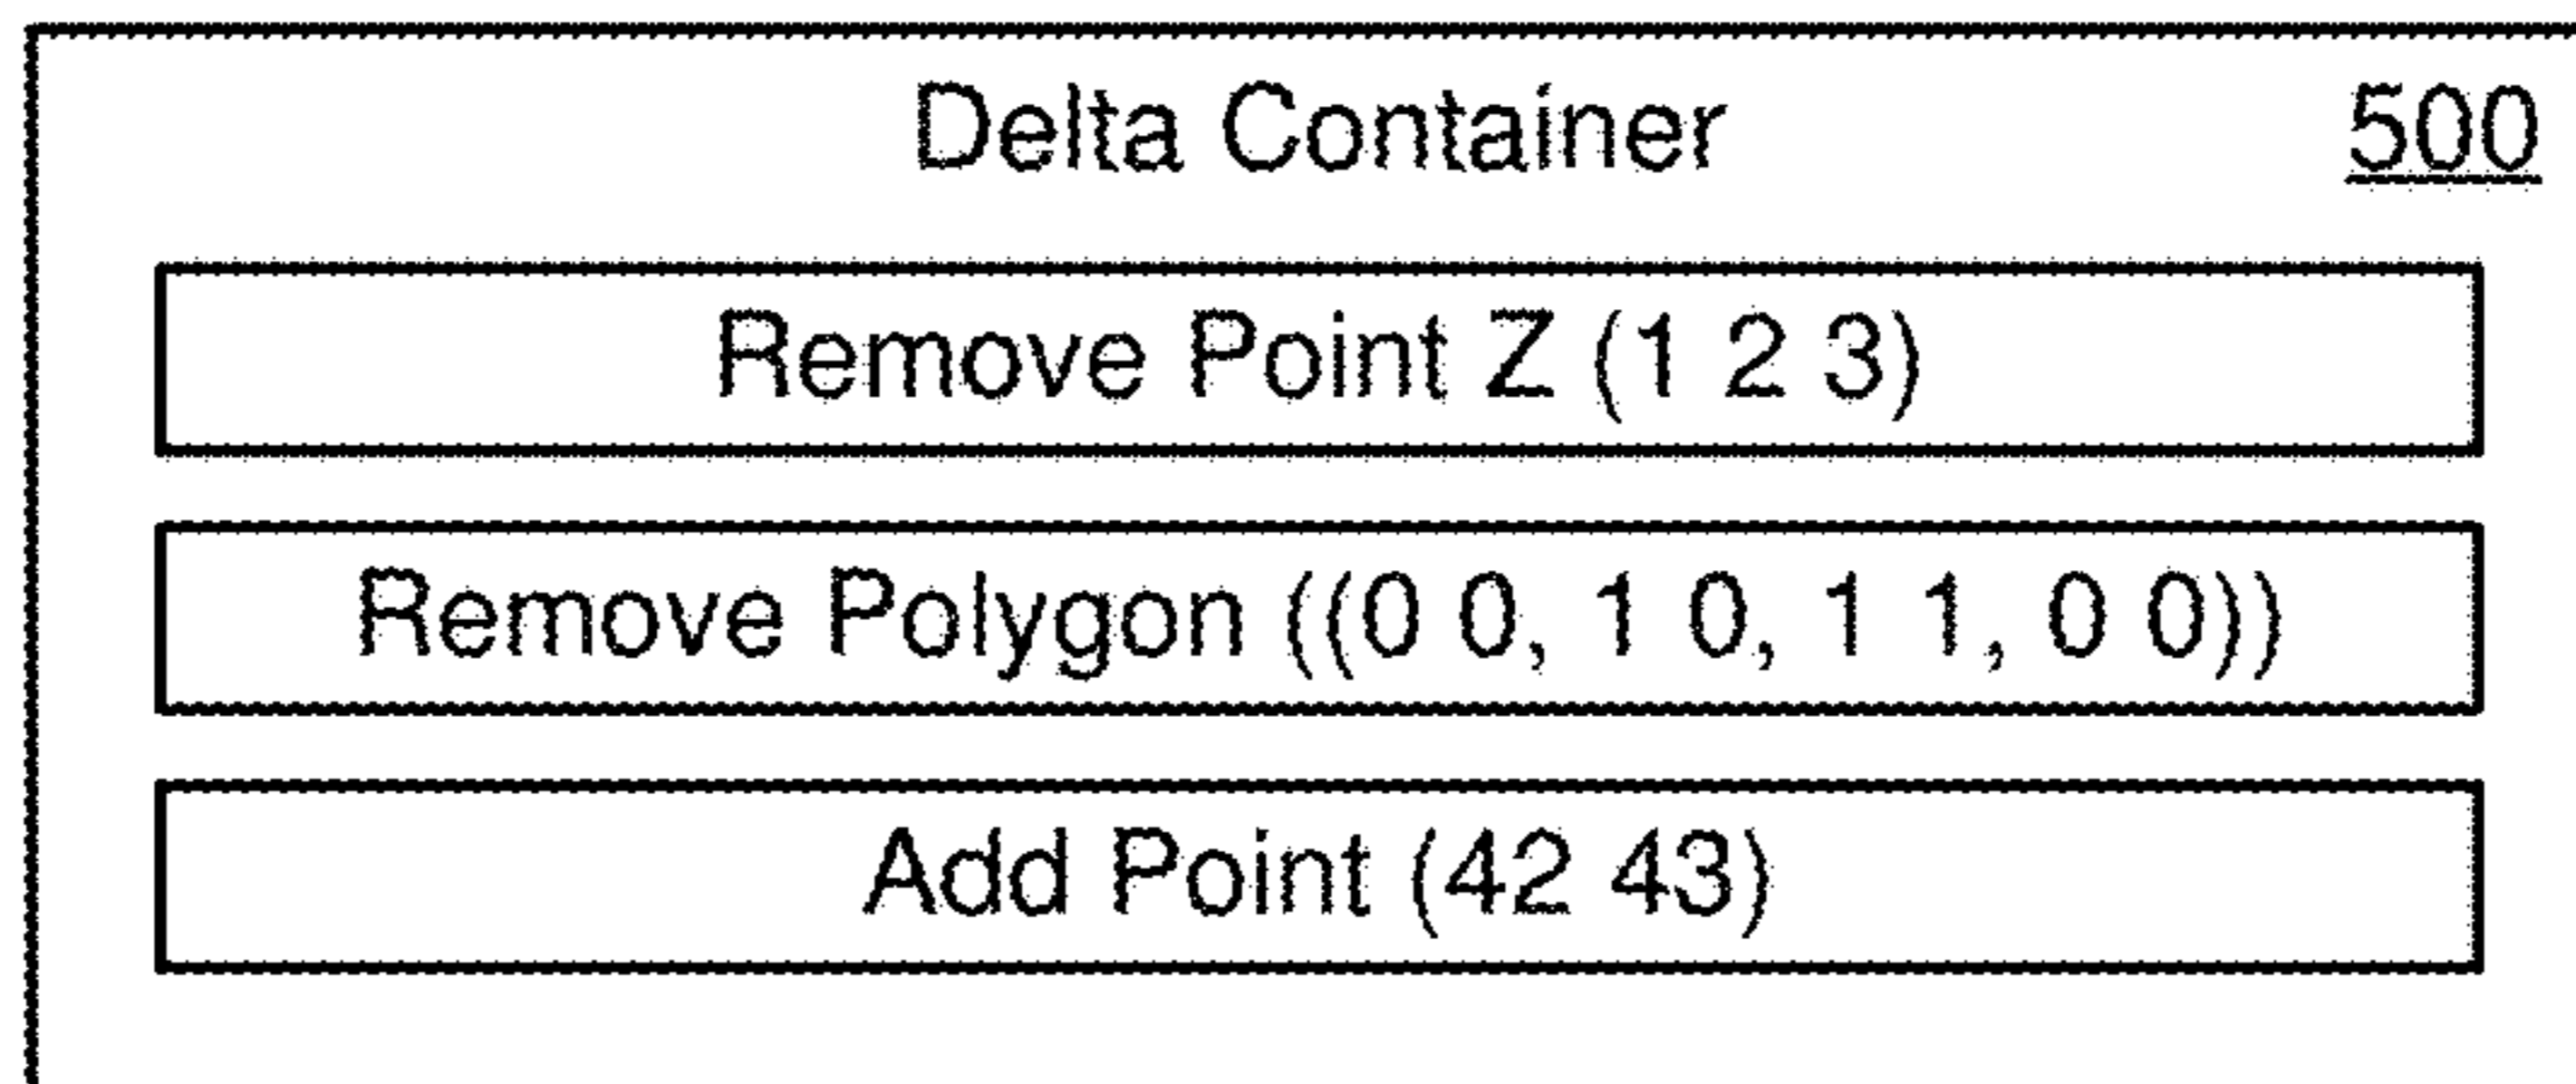 Delta Container 500
Remove Point Z (1 2 3)
Remove Polygon ((0 0, 1 0, 1 1, 0 0))
Add Point (42 43)